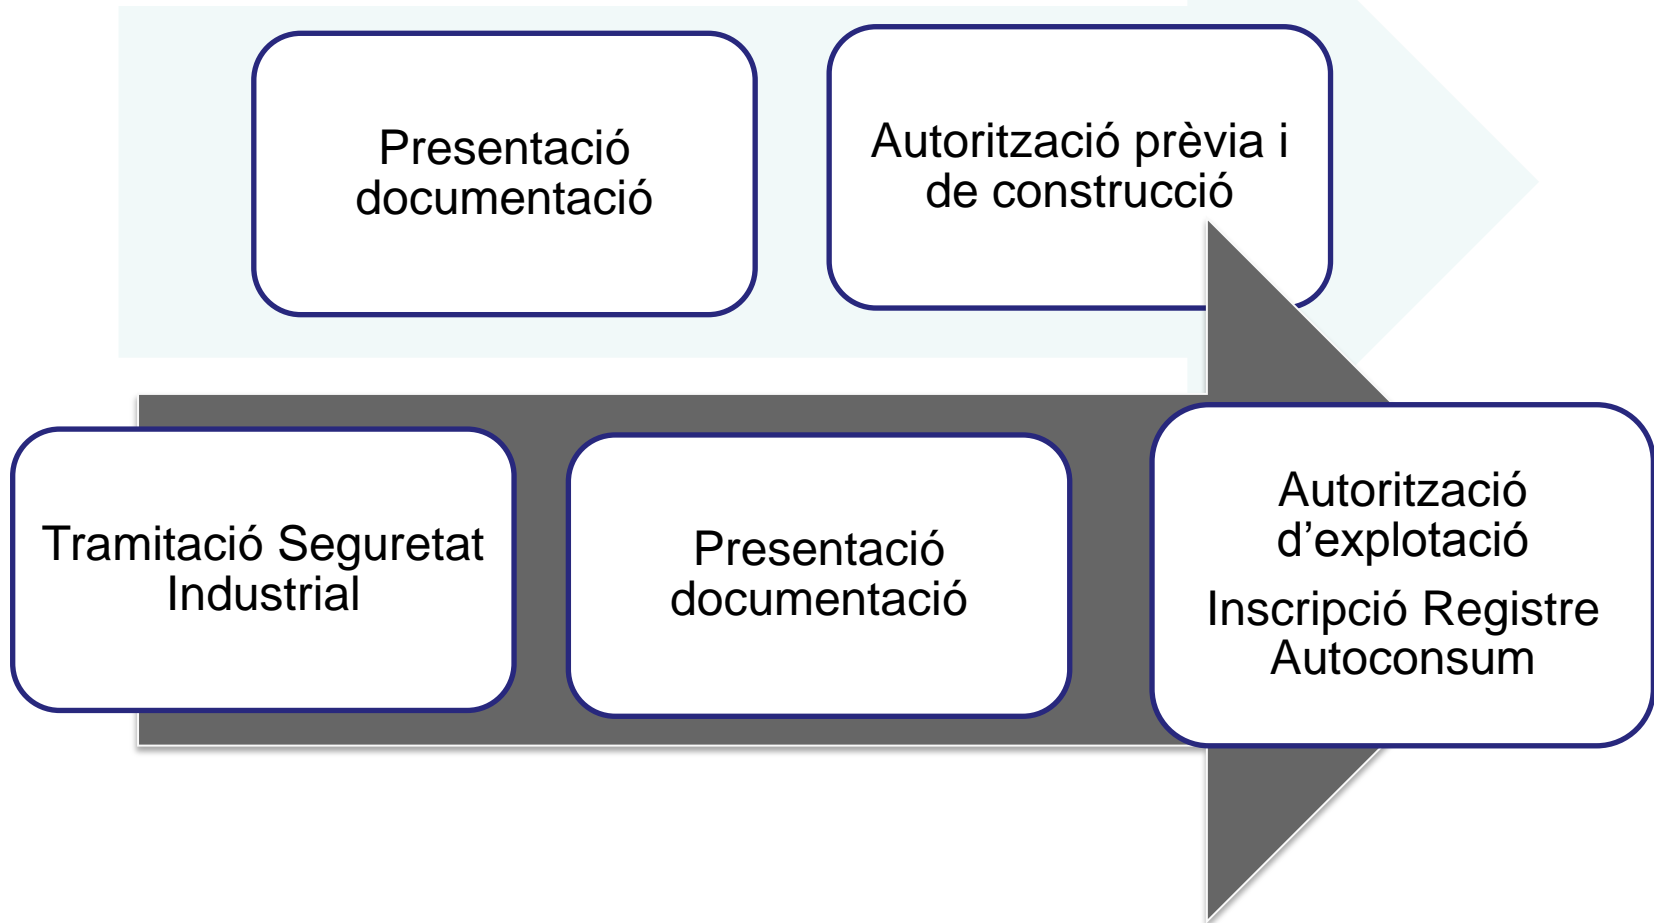 Presentació
documentació
Autorització prèvia i
de construcció
Tramitació Seguretat
Industrial
Presentació
documentació
Autorització
d’explotació
Inscripció Registre
Autoconsum